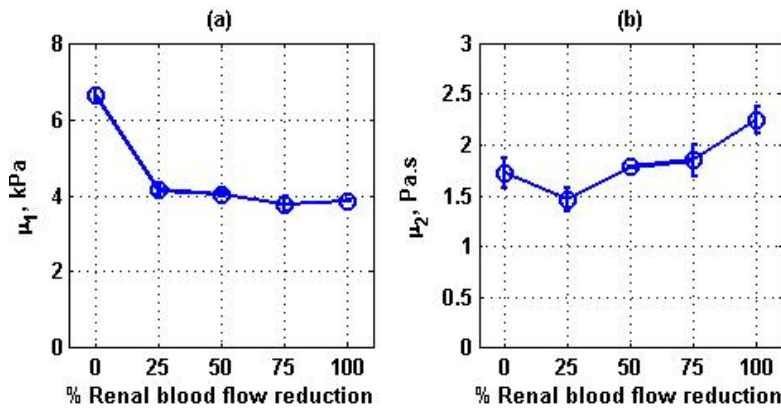 (a)
μ1, kPa
8
6
4
2
0
0 25 50 75 100
% Renal blood flow reduction
(b)
μ2, Pa.s
3
2.5
2
1.5
1
0.5
0
0 25 50 75 100
% Renal blood flow reduction